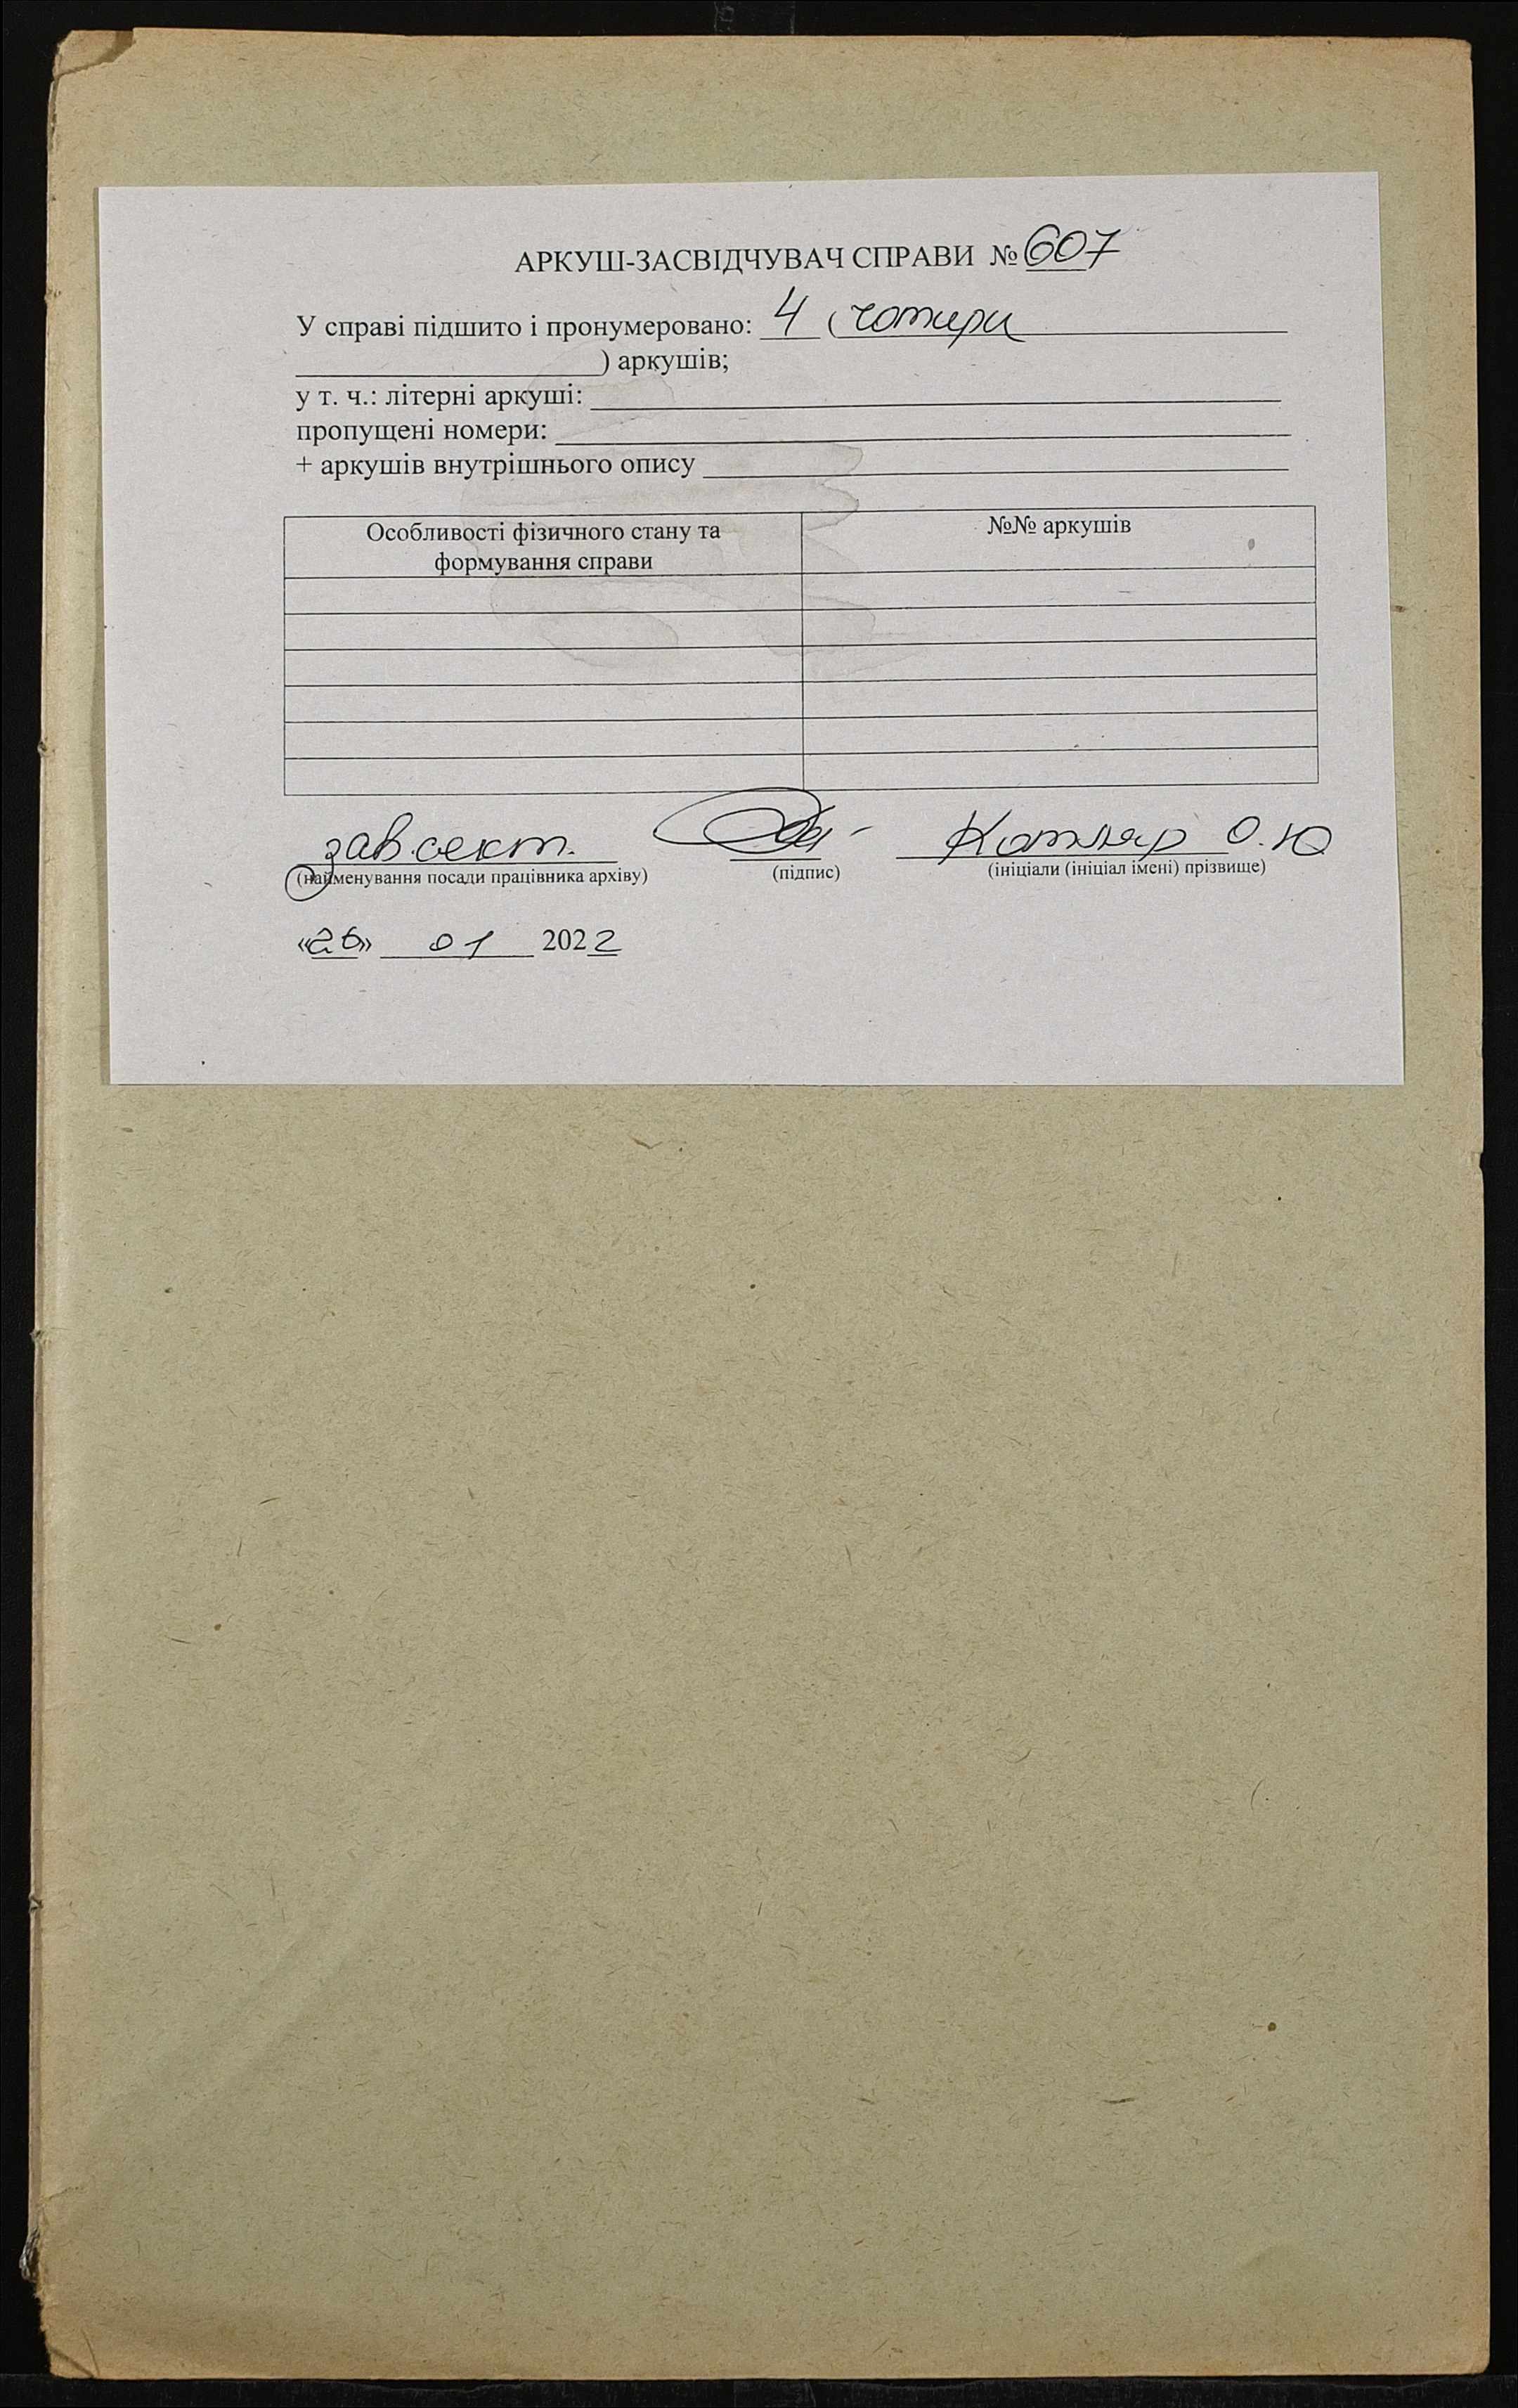 АРКУШ-ЗАСВІДЧУВАЧ СПРАВИ № 607
У справі підшито і пронумеровано: 4 (чотири
) аркушів;
у т. ч.: літерні аркуші:
пропущені номери:
+ аркушів внутрішнього опису
Особливості фізичного стану та
формування справи
№№ аркушів
зав.сект. Котляр О.Ю
(найменування посади працівника архіву) (підпис) (ініціали (ініціал імені) прізвище)
«26» 01 2022